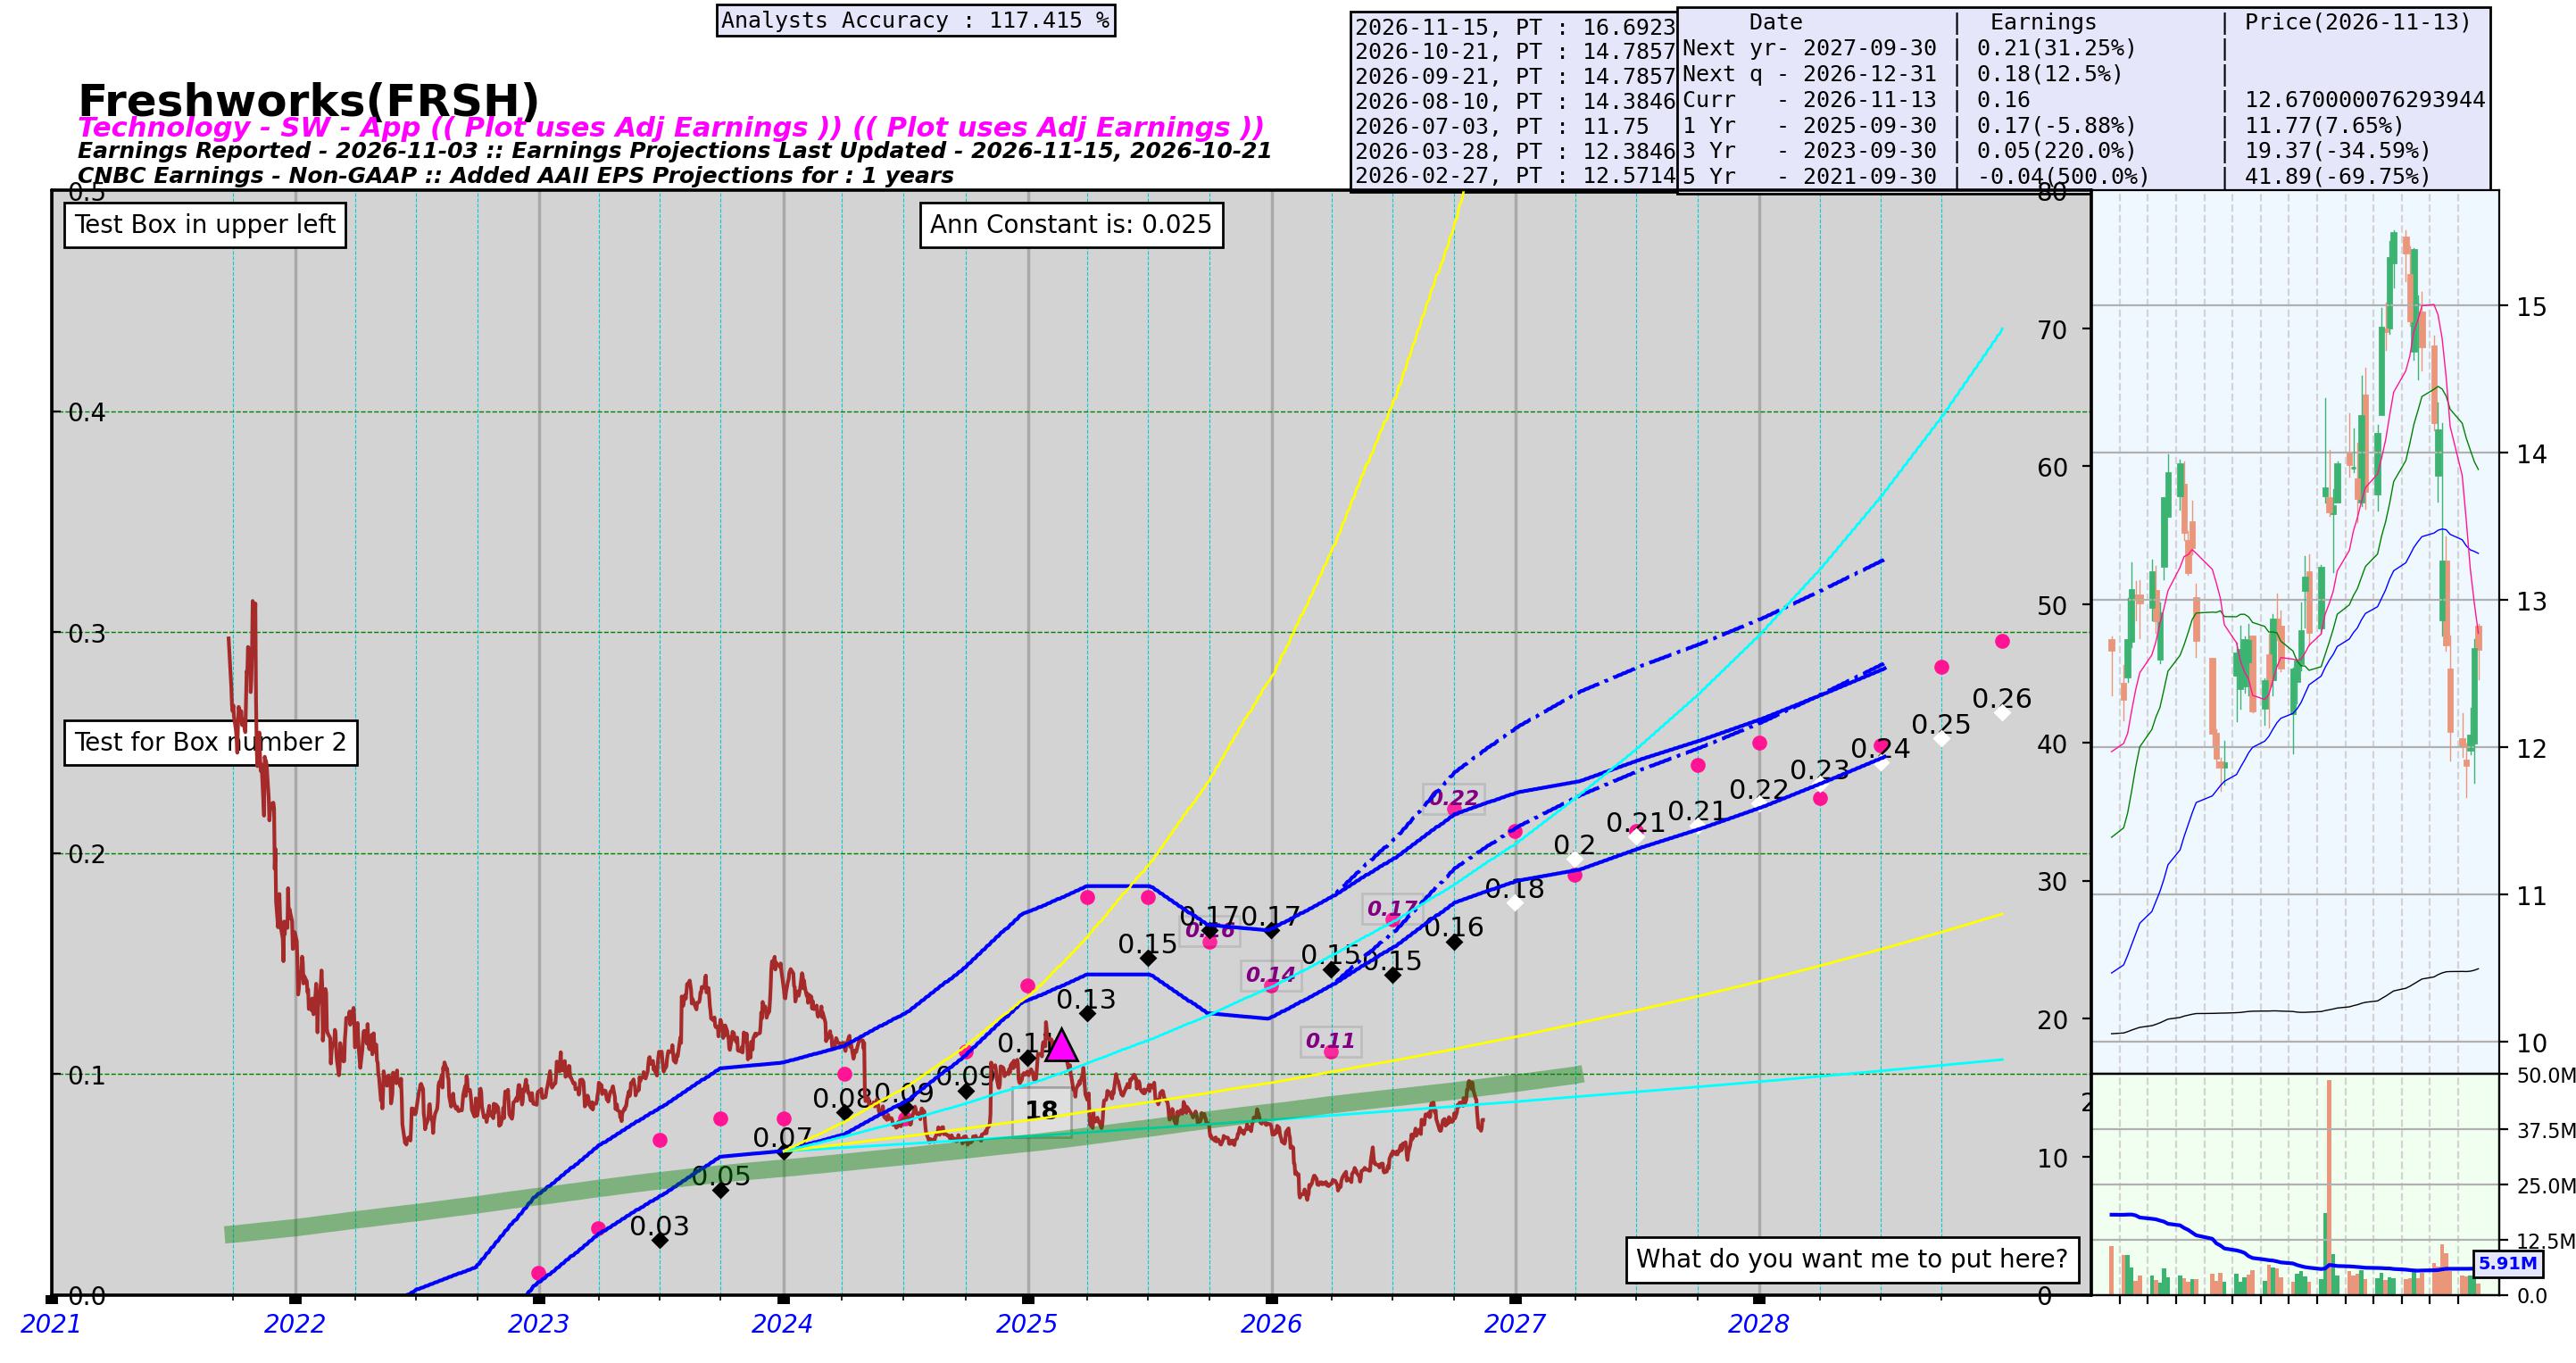 Analysts Accuracy : 117.415 %
2026-11-15, PT : 16.6923
2026-10-21, PT : 14.7857
2026-09-21, PT : 14.7857
2026-08-10, PT : 14.3846
2026-07-03, PT : 11.75
2026-03-28, PT : 12.3846
2026-02-27, PT : 12.5714
Date | Earnings | Price(2026-11-13)
Next yr- 2027-09-30 | 0.21(31.25%) |
Next q - 2026-12-31 | 0.18(12.5%) |
Curr - 2026-11-13 | 0.16 | 12.670000076293944
1 Yr - 2025-09-30 | 0.17(-5.88%) | 11.77(7.65%)
3 Yr - 2023-09-30 | 0.05(220.0%) | 19.37(-34.59%)
5 Yr - 2021-09-30 | -0.04(500.0%) | 41.89(-69.75%)
Freshworks(FRSH)
Technology - SW - App (( Plot uses Adj Earnings )) (( Plot uses Adj Earnings ))
Earnings Reported - 2026-11-03 :: Earnings Projections Last Updated - 2026-11-15, 2026-10-21
CNBC Earnings - Non-GAAP :: Added AAII EPS Projections for : 1 years
Test Box in upper left
Ann Constant is: 0.025
Test for Box number 2
What do you want me to put here?
0.5
0.4
0.3
0.2
0.1
0.0
80
70
60
50
40
30
20
10
0
0.03
0.05
0.07
0.08
0.09
0.09
0.11
0.13
0.15
0.17
0.17
0.15
0.15
0.16
0.18
0.2
0.21
0.21
0.22
0.23
0.24
0.25
0.26
0.16
0.14
0.11
0.17
0.22
18
2021
2022
2023
2024
2025
2026
2027
2028
15
14
13
12
11
10
2
50.0M
37.5M
25.0M
12.5M
5.91M
0.0